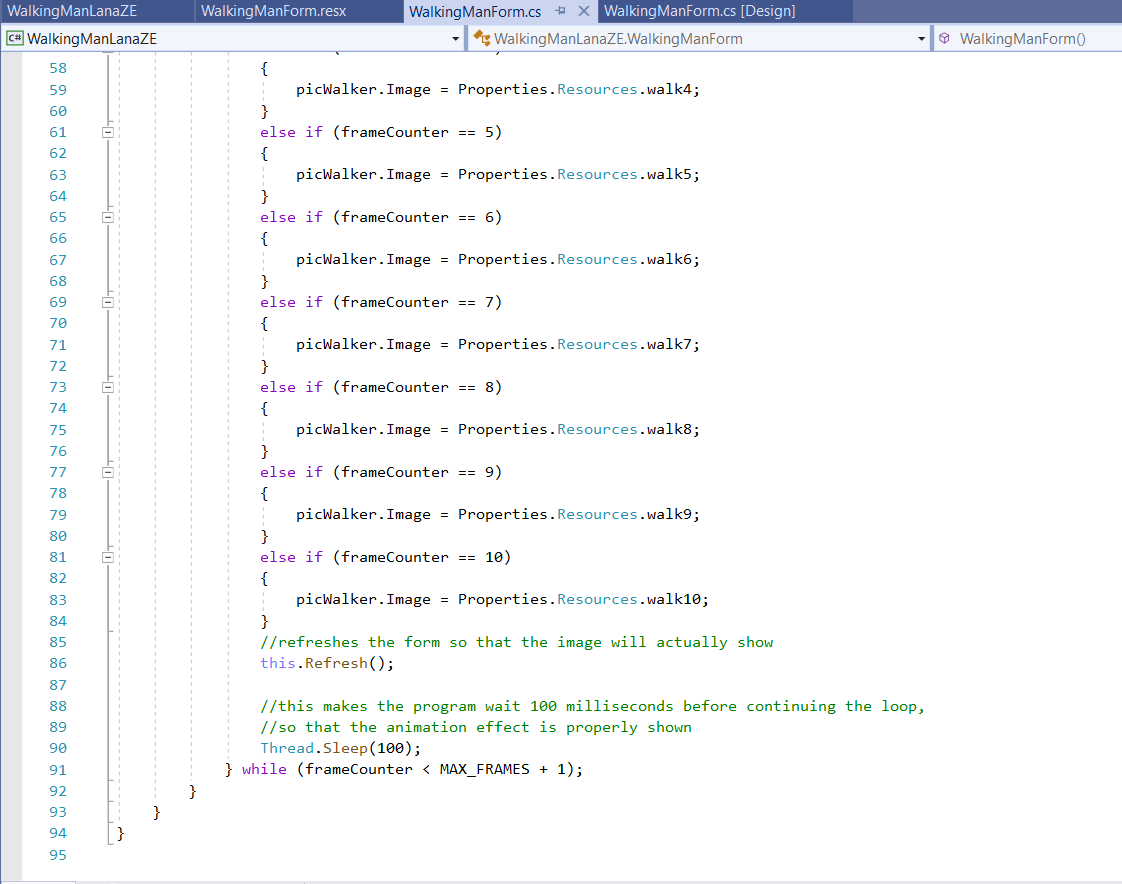 WalkingManLanaZE WalkingManForm.resx WalkingManForm.cs WalkingManForm.cs [Design]
C# WalkingManLanaZE WalkingManLanaZE.WalkingManForm WalkingManForm()
58 {
59 picWalker.Image = Properties.Resources.walk4;
60 }
61 else if (frameCounter == 5)
62 {
63 picWalker.Image = Properties.Resources.walk5;
64 }
65 else if (frameCounter == 6)
66 {
67 picWalker.Image = Properties.Resources.walk6;
68 }
69 else if (frameCounter == 7)
70 {
71 picWalker.Image = Properties.Resources.walk7;
72 }
73 else if (frameCounter == 8)
74 {
75 picWalker.Image = Properties.Resources.walk8;
76 }
77 else if (frameCounter == 9)
78 {
79 picWalker.Image = Properties.Resources.walk9;
80 }
81 else if (frameCounter == 10)
82 {
83 picWalker.Image = Properties.Resources.walk10;
84 }
85 //refreshes the form so that the image will actually show
86 this.Refresh();
87
88 //this makes the program wait 100 milliseconds before continuing the loop,
89 //so that the animation effect is properly shown
90 Thread.Sleep(100);
91 } while (frameCounter < MAX_FRAMES + 1);
92 }
93 }
94 }
95